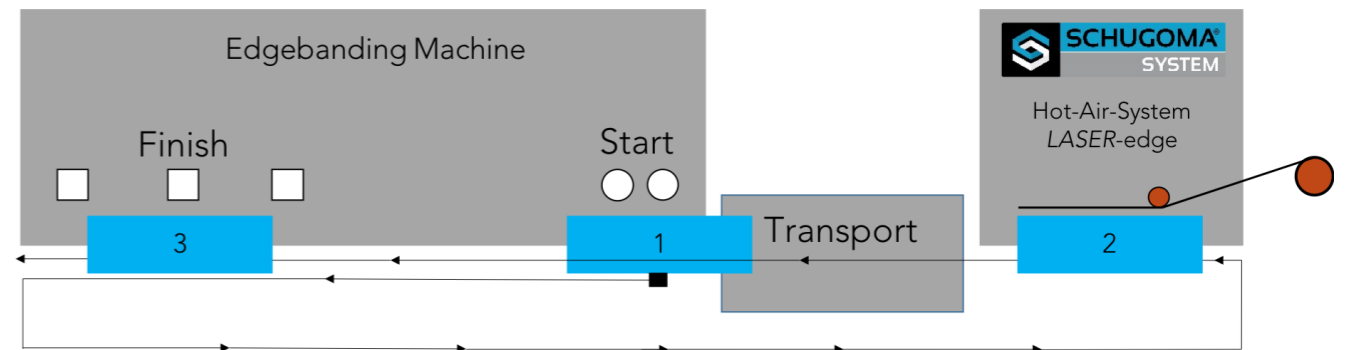 Edgebanding Machine
SCHUGOMA®
SYSTEM
Hot-Air-System
LASER-edge
Finish
Start
Transport
3
1
2